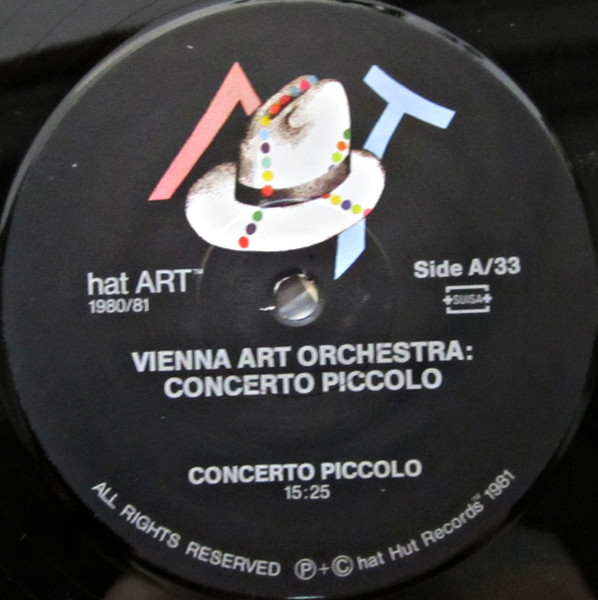 ART
hat ART™
1980/81
Side A/33
SUISA
VIENNA ART ORCHESTRA:
CONCERTO PICCOLO
CONCERTO PICCOLO
15:25
ALL RIGHTS RESERVED Ⓟ+Ⓒ hat Hut Records™ 1981